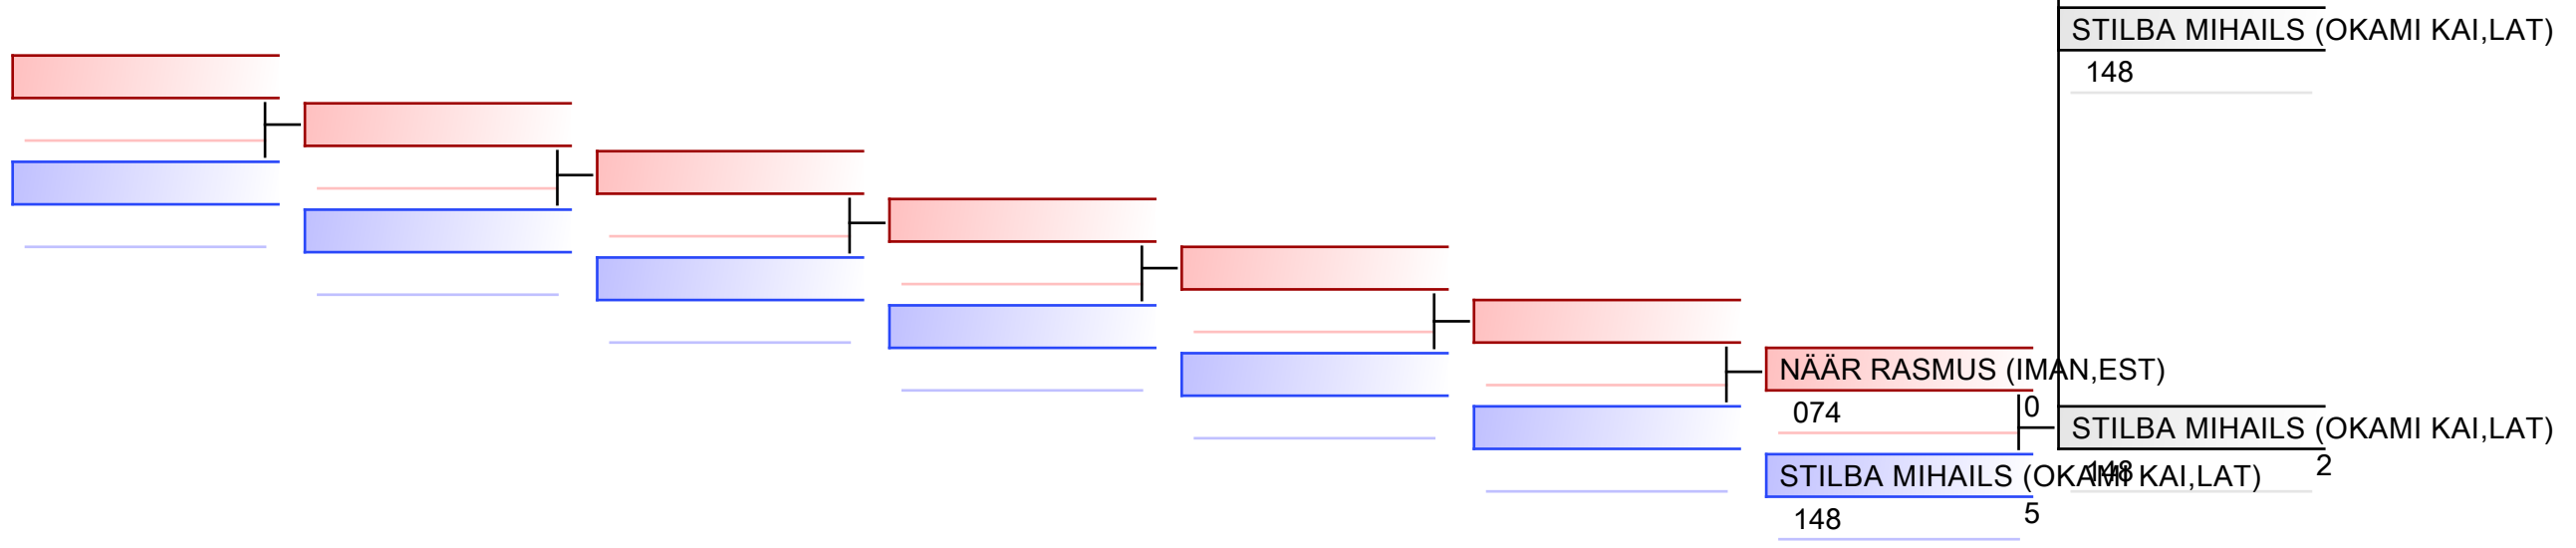 STILBA MIHAILS (OKAMI KAI,LAT)
148
NÄÄR RASMUS (IMAN,EST)
074
0
STILBA MIHAILS (OKAMI KAI,LAT)
148
2
STILBA MIHAILS (OKAMI KAI,LAT)
148
5